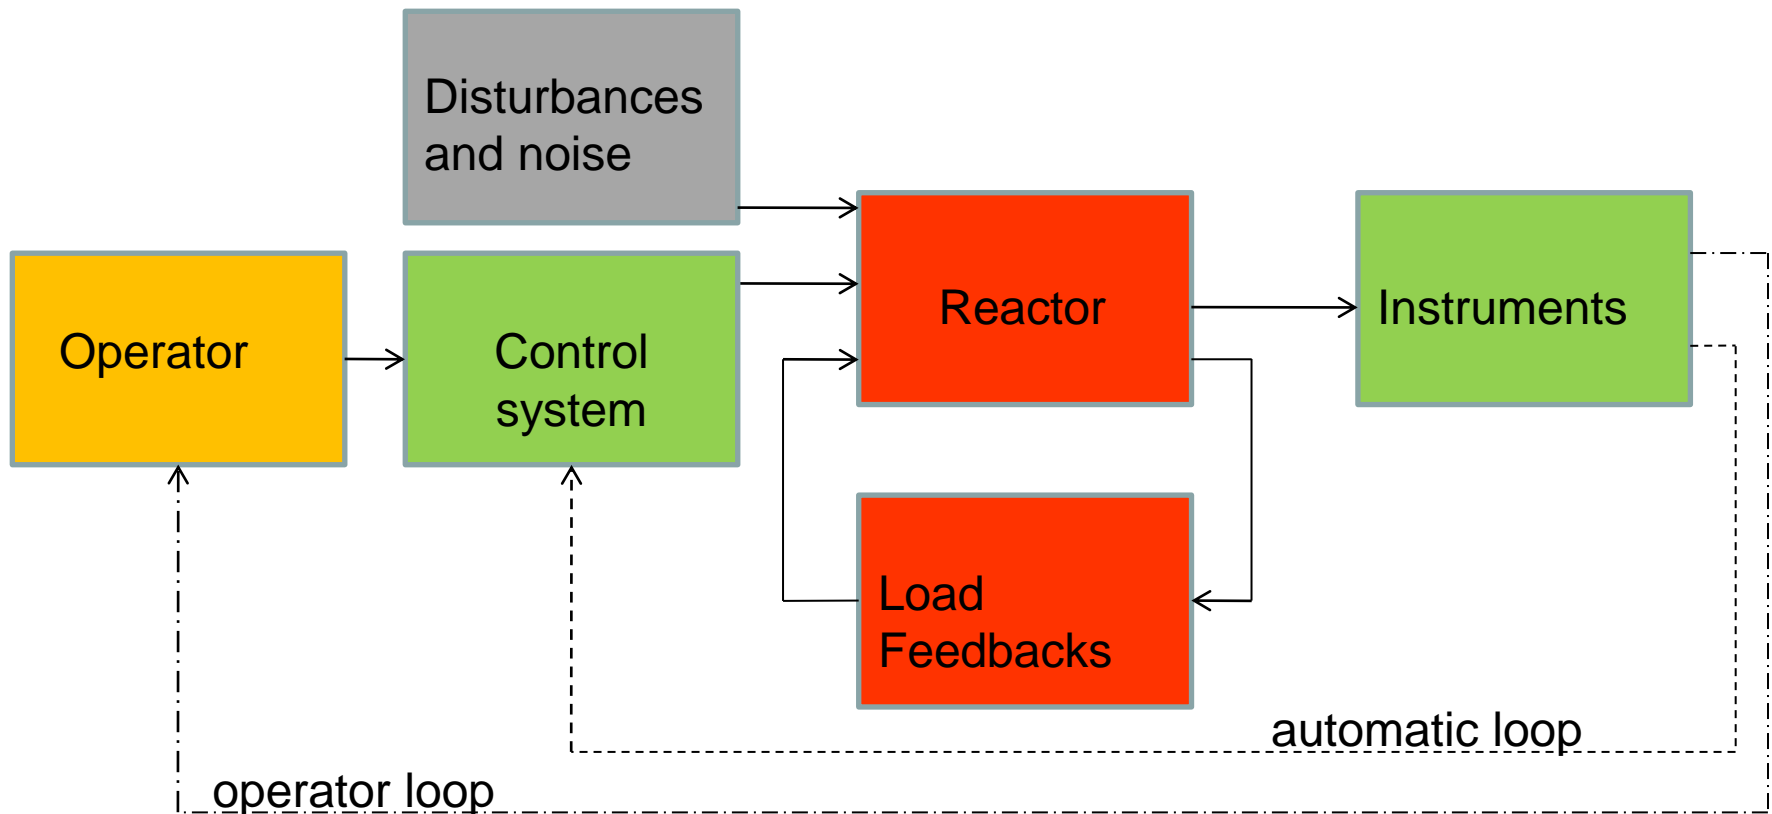 Disturbances
and noise
Operator
Control
system
Reactor
Instruments
Load
Feedbacks
automatic loop
operator loop